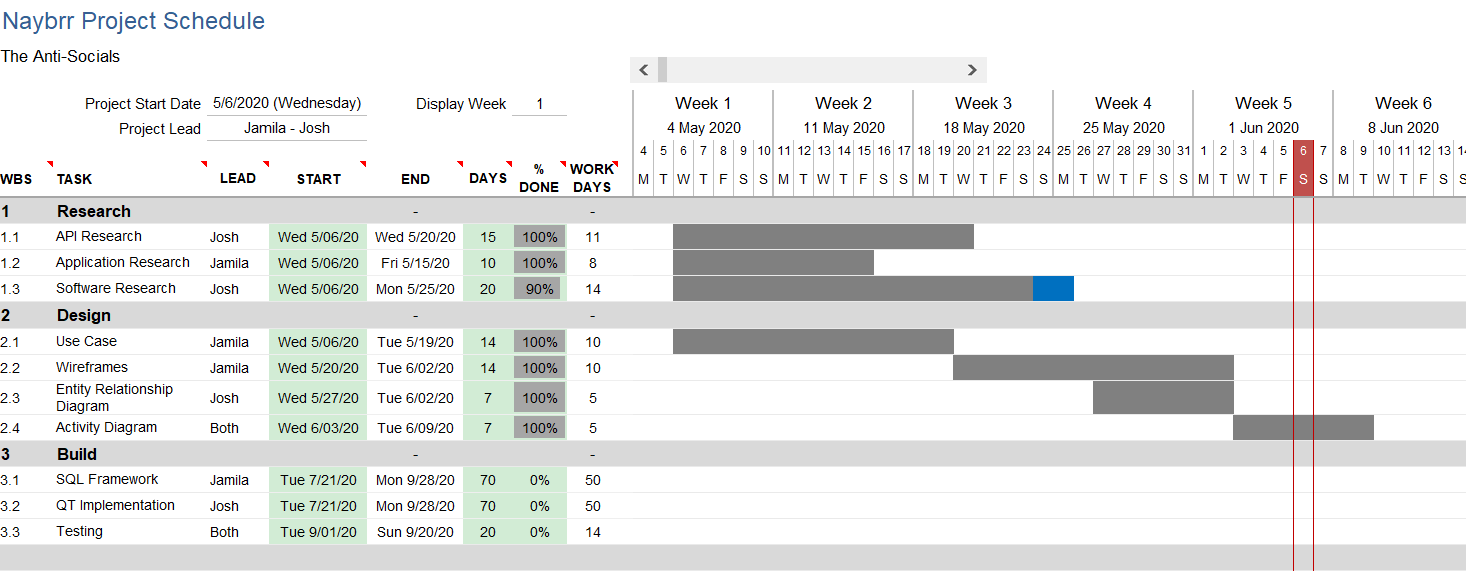 Naybrr Project Schedule
The Anti-Socials
Project Start Date 5/6/2020 (Wednesday) Display Week 1
Project Lead Jamila - Josh
Week 1 Week 2 Week 3 Week 4 Week 5 Week 6
4 May 2020 11 May 2020 18 May 2020 25 May 2020 1 Jun 2020 8 Jun 2020
4 5 6 7 8 9 10 11 12 13 14 15 16 17 18 19 20 21 22 23 24 25 26 27 28 29 30 31 1 2 3 4 5 6 7 8 9 10 11 12 13
WBS TASK LEAD START END DAYS % DONE WORK DAYS
M T W T F S S M T W T F S S M T W T F S S M T W T F S S M T W T F S S M T W T F S
1 Research - -
1.1 API Research Josh Wed 5/06/20 Wed 5/20/20 15 100% 11
1.2 Application Research Jamila Wed 5/06/20 Fri 5/15/20 10 100% 8
1.3 Software Research Josh Wed 5/06/20 Mon 5/25/20 20 90% 14
2 Design - -
2.1 Use Case Jamila Wed 5/06/20 Tue 5/19/20 14 100% 10
2.2 Wireframes Jamila Wed 5/20/20 Tue 6/02/20 14 100% 10
2.3 Entity Relationship Diagram Josh Wed 5/27/20 Tue 6/02/20 7 100% 5
2.4 Activity Diagram Both Wed 6/03/20 Tue 6/09/20 7 100% 5
3 Build - -
3.1 SQL Framework Jamila Tue 7/21/20 Mon 9/28/20 70 0% 50
3.2 QT Implementation Josh Tue 7/21/20 Mon 9/28/20 70 0% 50
3.3 Testing Both Tue 9/01/20 Sun 9/20/20 20 0% 14